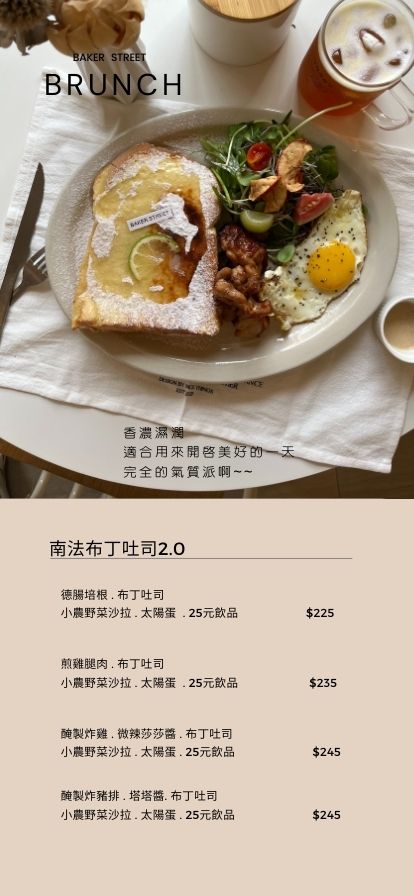 BAKER STREET
BRUNCH
BAKER STREET
香濃濕潤
適合用來開啓美好的一天
完全的氣質派啊~~
南法布丁吐司2.0
德腸培根 . 布丁吐司
小農野菜沙拉 . 太陽蛋 . 25元飲品 $225
煎雞腿肉 . 布丁吐司
小農野菜沙拉 . 太陽蛋 . 25元飲品 $235
醃製炸雞 . 微辣莎莎醬 . 布丁吐司
小農野菜沙拉 . 太陽蛋 . 25元飲品 $245
醃製炸豬排 . 塔塔醬. 布丁吐司
小農野菜沙拉 . 太陽蛋 . 25元飲品 $245